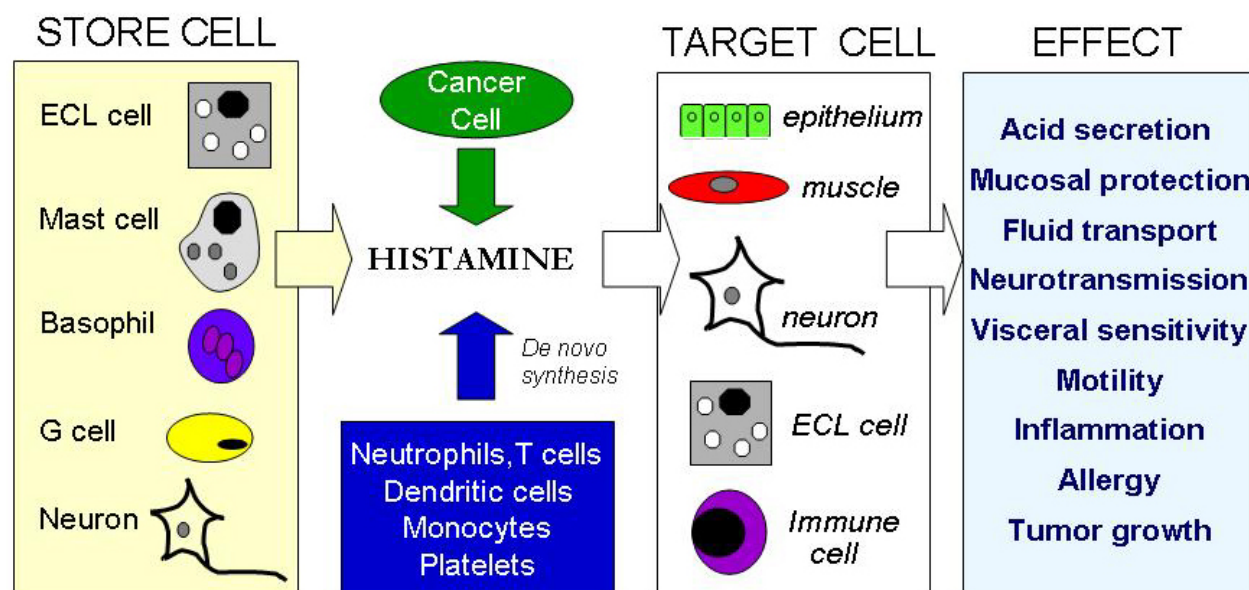 STORE CELL
ECL cell
Mast cell
Basophil
G cell
Neuron
Cancer
Cell
HISTAMINE
De novo
synthesis
Neutrophils,T cells
Dendritic cells
Monocytes
Platelets
TARGET CELL
epithelium
muscle
neuron
ECL cell
Immune
cell
EFFECT
Acid secretion
Mucosal protection
Fluid transport
Neurotransmission
Visceral sensitivity
Motility
Inflammation
Allergy
Tumor growth